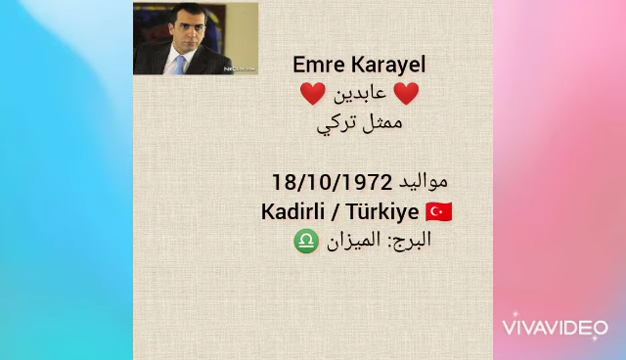 Emre Karayel
❤️ عابدين ❤️
ممثل تركي
مواليد 18/10/1972
Kadirli / Türkiye 🇹🇷
البرج: الميزان ♎
VIVAVIDEO